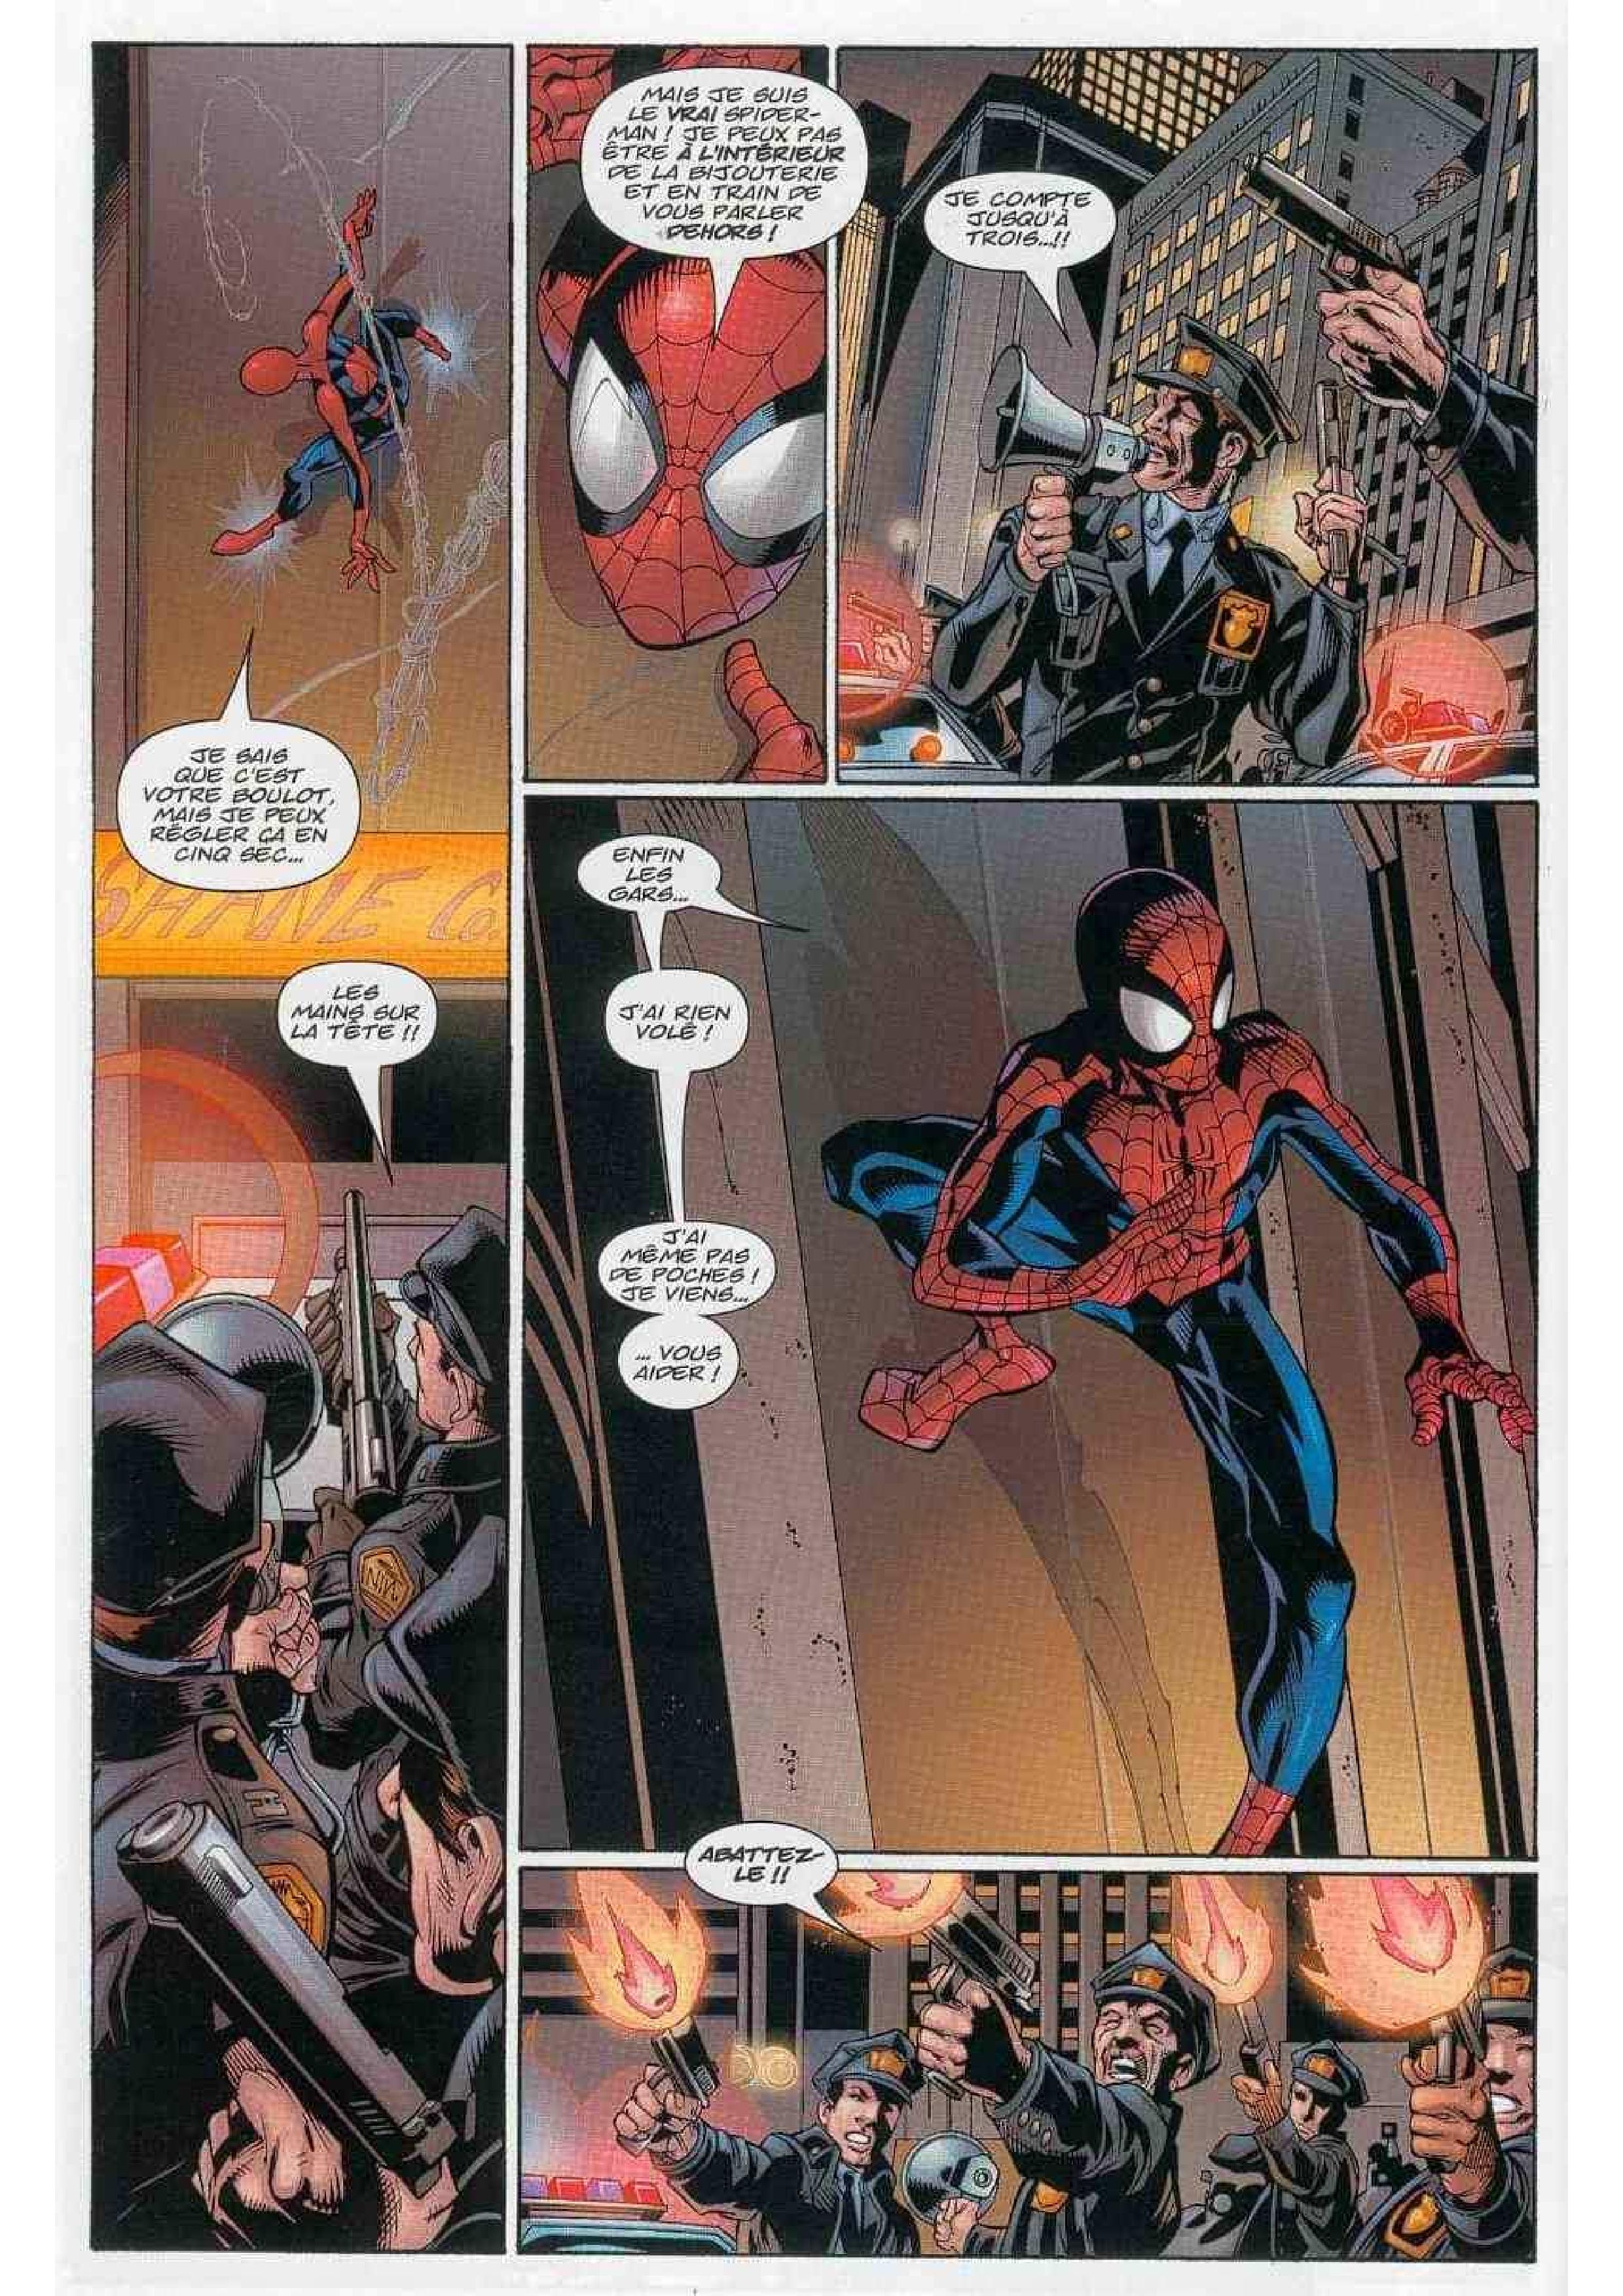 JE SAIS
QUE C'EST
VOTRE BOULOT,
MAIS JE PEUX
RÉGLER ÇA EN
CINQ SEC...
SHANE Co.
LES
MAINS SUR
LA TÊTE !!
MAIS JE SUIS
LE VRAI SPIDER-
MAN ! JE PEUX PAS
ÊTRE À L'INTÉRIEUR
DE LA BIJOUTERIE
ET EN TRAIN DE
VOUS PARLER
DEHORS !
JE COMPTE
JUSQU'À
TROIS...!!
ENFIN
LES
GARS...
J'AI RIEN
VOLÉ !
J'AI
MÊME PAS
DE POCHES !
JE VIENS...
... VOUS
AIDER !
ABATTEZ-
LE !!